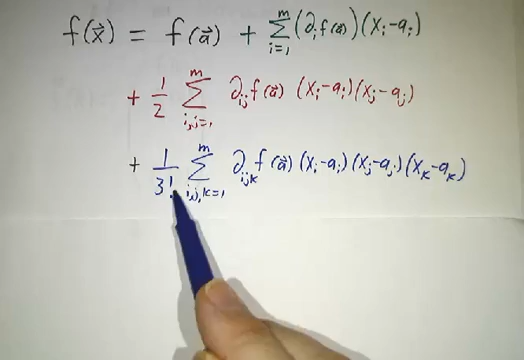 f(x⃗) = f(a⃗) + Σ_{i=1}^{m} (∂_i f(a⃗))(x_i-a_i)
+ 1/2 Σ_{i,j=1}^{m} ∂_{ij} f(a⃗) (x_i-a_i)(x_j-a_j)
+ 1/3! Σ_{i,j,k=1}^{m} ∂_{ijk} f(a⃗) (x_i-a_i)(x_j-a_j)(x_k-a_k)